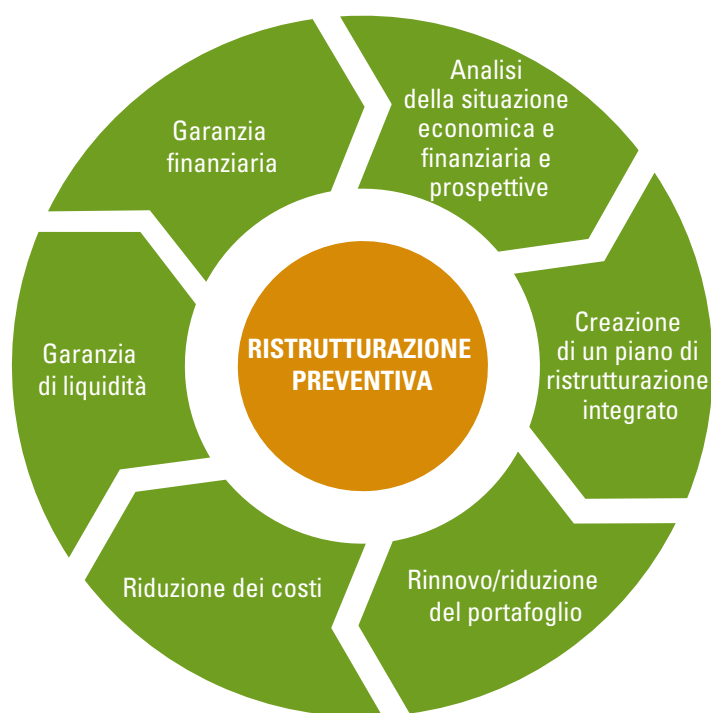 Analisi
della situazione
economica e
finanziaria e
prospettive
Creazione
di un piano di
ristrutturazione
integrato
Rinnovo/riduzione
del portafoglio
Riduzione dei costi
Garanzia
di liquidità
Garanzia
finanziaria
RISTRUTTURAZIONE
PREVENTIVA